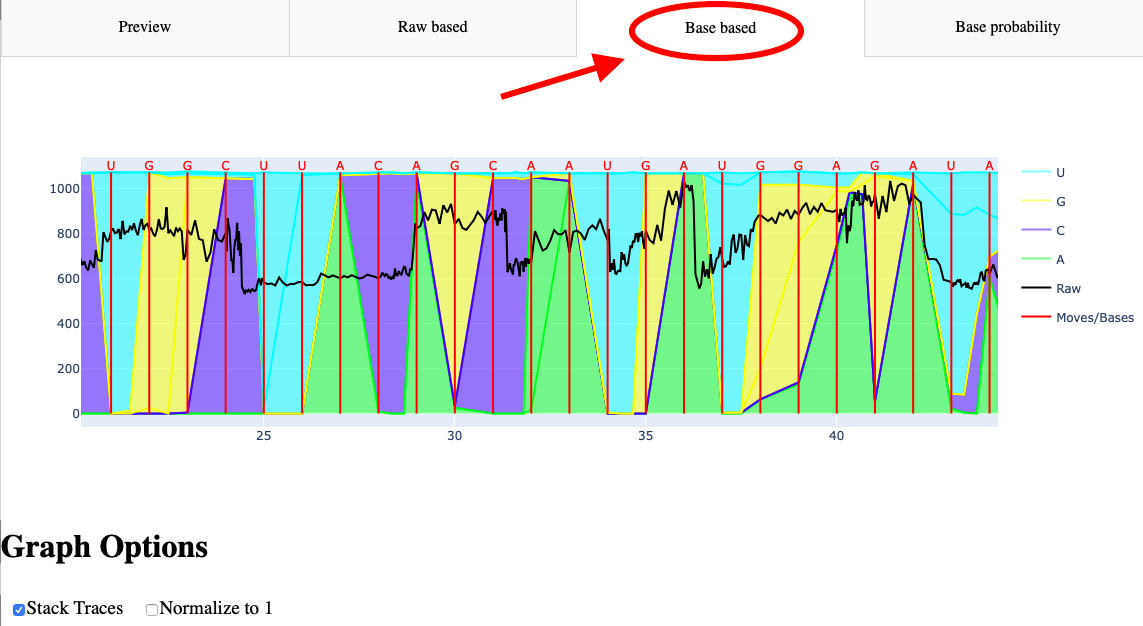 Preview Raw based Base based Base probability
U G G C U U A C A G C A A U G A U G G A G A U A
1000
800
600
400
200
0
25 30 35 40
U
G
C
A
Raw
Moves/Bases
Graph Options
Stack Traces Normalize to 1